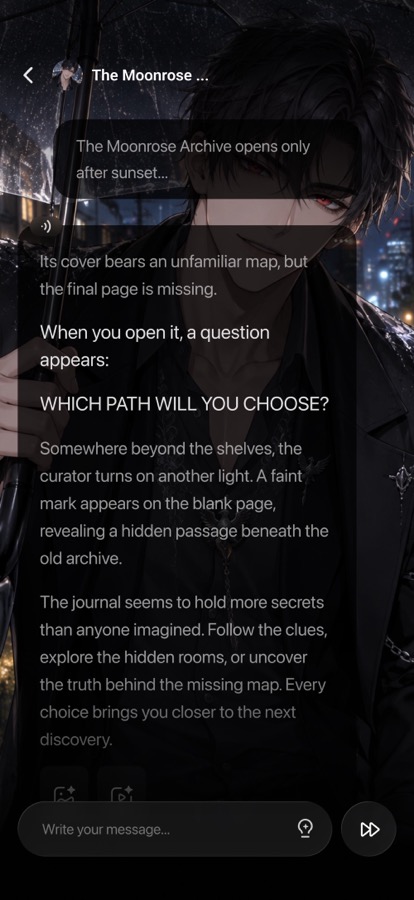 The Moonrose ...
The Moonrose Archive opens only
after sunset...
Its cover bears an unfamiliar map, but
the final page is missing.
When you open it, a question
appears:
WHICH PATH WILL YOU CHOOSE?
Somewhere beyond the shelves, the
curator turns on another light. A faint
mark appears on the blank page,
revealing a hidden passage beneath the
old archive.
The journal seems to hold more secrets
than anyone imagined. Follow the clues,
explore the hidden rooms, or uncover
the truth behind the missing map. Every
choice brings you closer to the next
discovery.
Write your message...